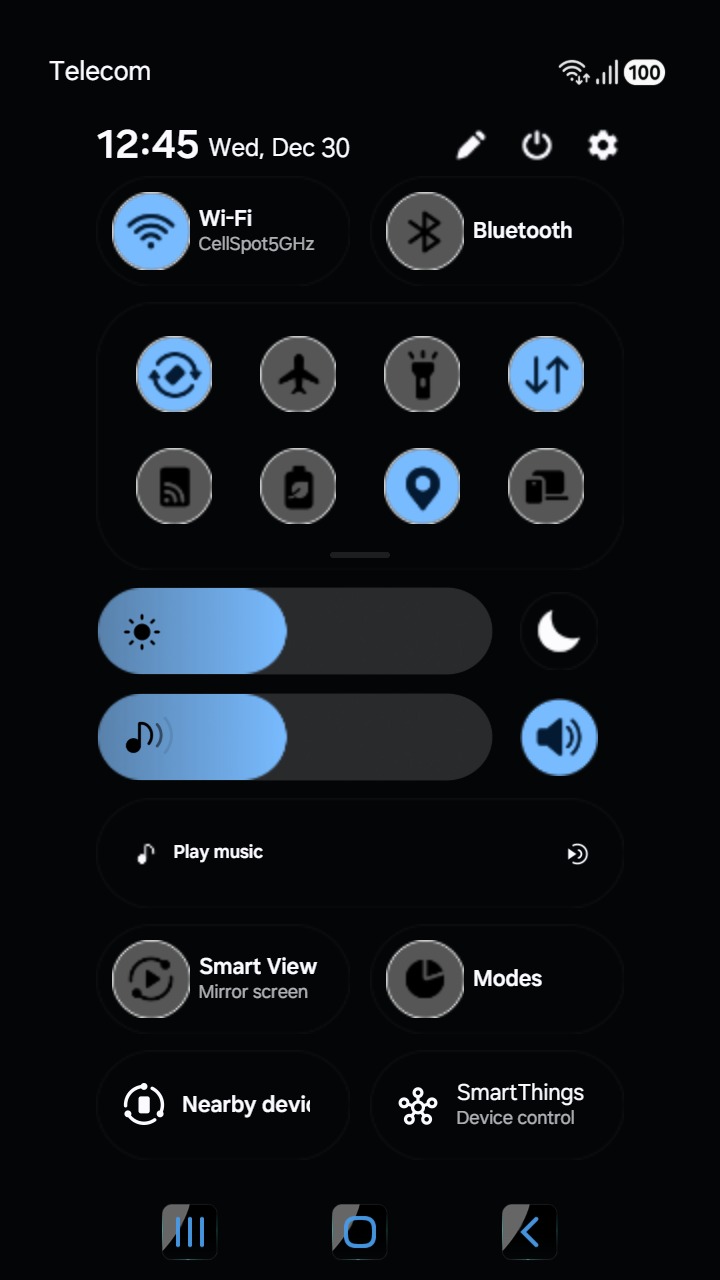 Telecom
100
12:45 Wed, Dec 30
Wi-Fi
CellSpot5GHz
Bluetooth
Play music
Smart View
Mirror screen
Modes
Nearby devi
SmartThings
Device control